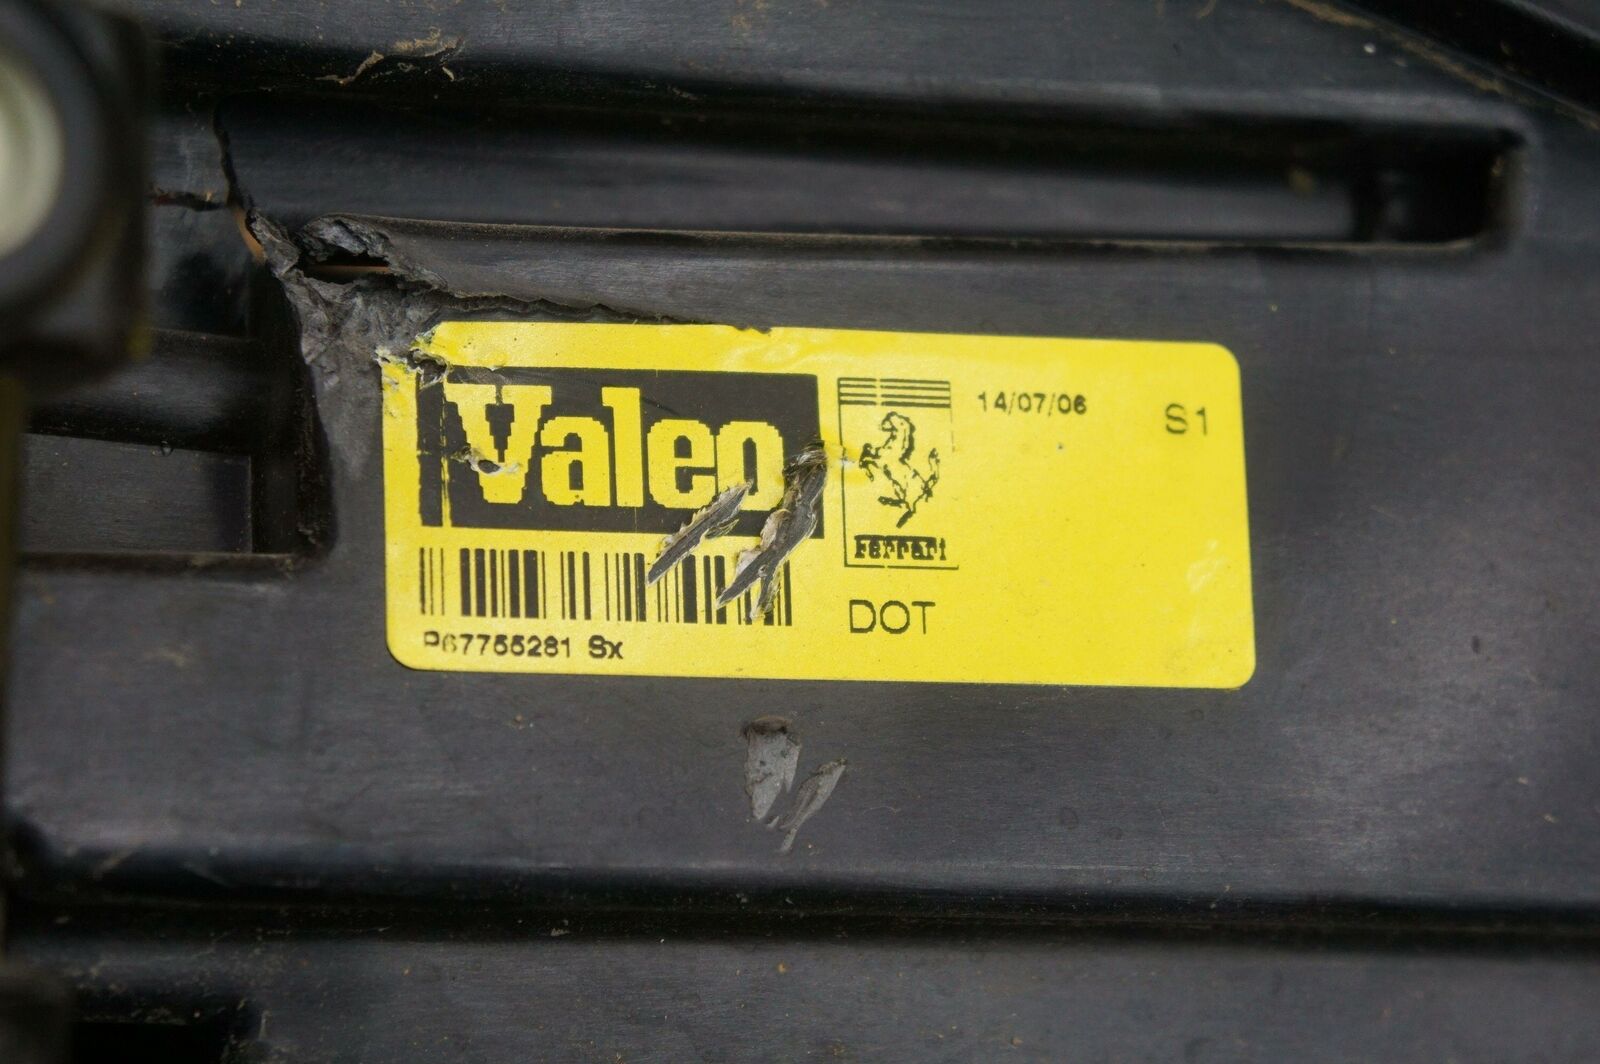 Valeo
Ferrari
14/07/06
S1
P67755281 Sx
DOT